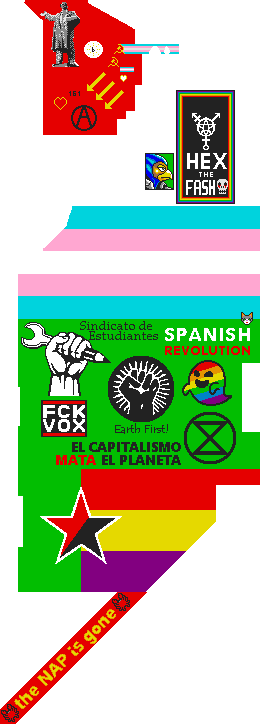 HEX
THE
FASH
Sindicato de
Estudiantes
SPANISH
REVOLUTION
FCK
VOX
Earth First!
EL CAPITALISMO
MATA EL PLANETA
the NAP is gone